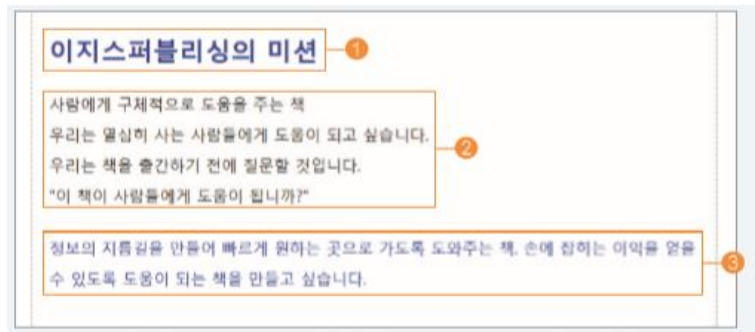 이지스퍼블리싱의 미션
1
사람에게 구체적으로 도움을 주는 책
우리는 열심히 사는 사람들에게 도움이 되고 싶습니다.
2
우리는 책을 출간하기 전에 질문할 것입니다.
"이 책이 사람들에게 도움이 됩니까?"
정보의 지름길을 만들어 빠르게 원하는 곳으로 가도록 도와주는 책. 손에 잡히는 이익을 얻을
3
수 있도록 도움이 되는 책을 만들고 싶습니다.